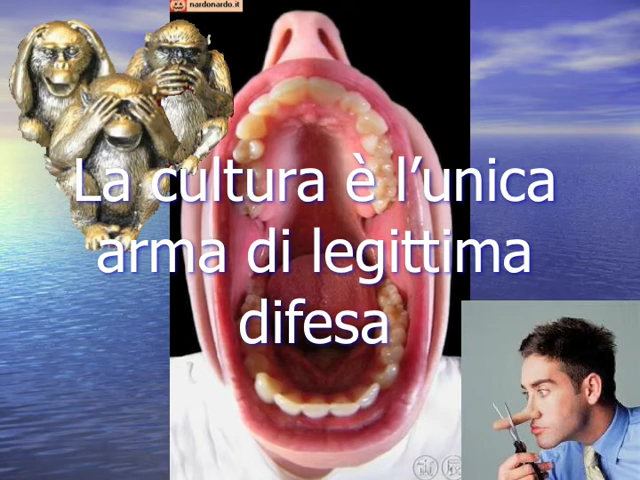 nardonardo.it
La cultura è l’unica
arma di legittima
difesa